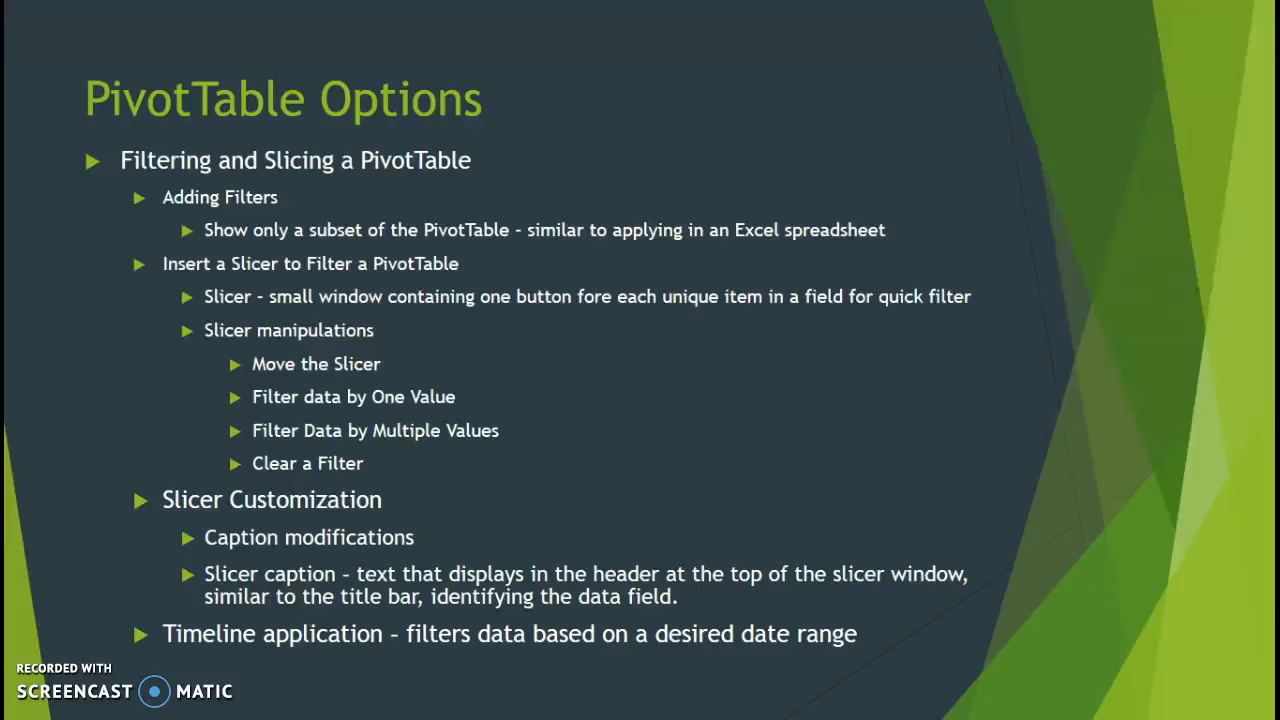 PivotTable Options
Filtering and Slicing a PivotTable
Adding Filters
Show only a subset of the PivotTable – similar to applying in an Excel spreadsheet
Insert a Slicer to Filter a PivotTable
Slicer – small window containing one button fore each unique item in a field for quick filter
Slicer manipulations
Move the Slicer
Filter data by One Value
Filter Data by Multiple Values
Clear a Filter
Slicer Customization
Caption modifications
Slicer caption – text that displays in the header at the top of the slicer window,
similar to the title bar, identifying the data field.
Timeline application – filters data based on a desired date range
RECORDED WITH
SCREENCAST MATIC